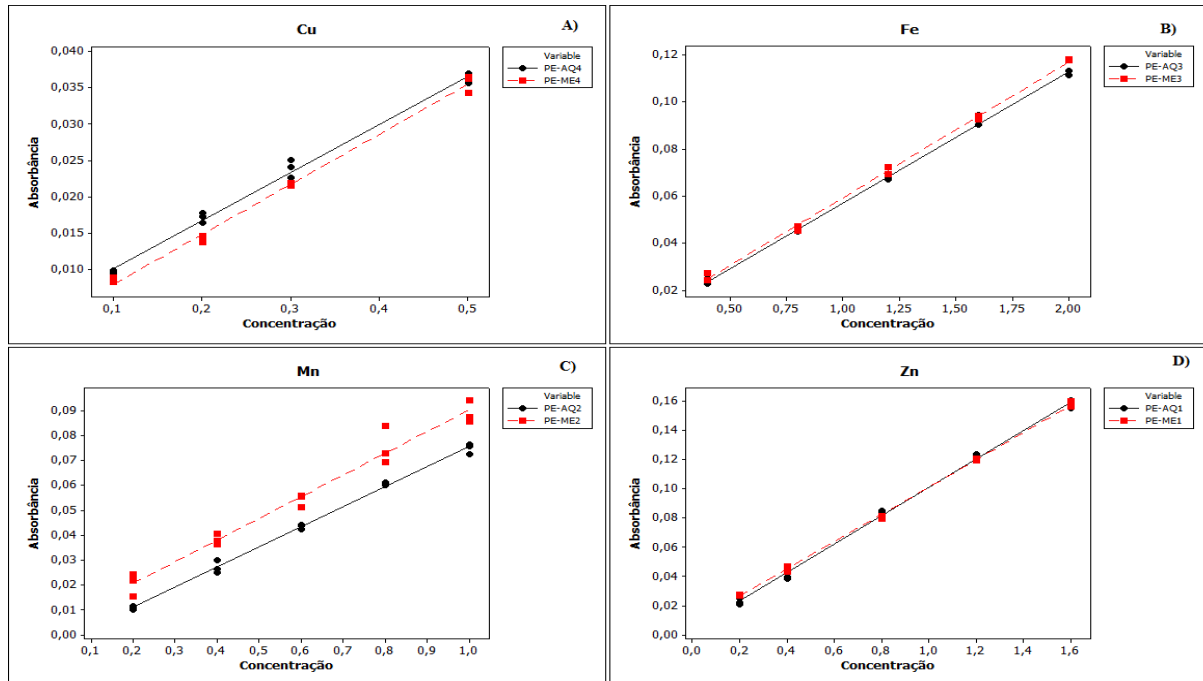 Cu
A)
0,040
0,035
0,030
0,025
0,020
0,015
0,010
Absorbância
0,1 0,2 0,3 0,4 0,5
Concentração
Variable
PE-AQ4
PE-ME4
Fe
B)
0,12
0,10
0,08
0,06
0,04
0,02
Absorbância
0,50 0,75 1,00 1,25 1,50 1,75 2,00
Concentração
Variable
PE-AQ3
PE-ME3
Mn
C)
0,09
0,08
0,07
0,06
0,05
0,04
0,03
0,02
0,01
0,00
Absorbância
0,1 0,2 0,3 0,4 0,5 0,6 0,7 0,8 0,9 1,0
Concentração
Variable
PE-AQ2
PE-ME2
Zn
D)
0,16
0,14
0,12
0,10
0,08
0,06
0,04
0,02
0,00
Absorbância
0,0 0,2 0,4 0,6 0,8 1,0 1,2 1,4 1,6
Concentração
Variable
PE-AQ1
PE-ME1